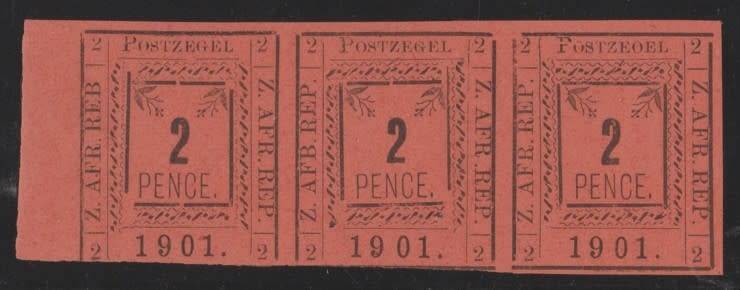 2 POSTZEGEL 2
Z. AFR. REB
2
PENCE.
Z. AFR. REP.
2 1901. 2
2 POSTZEGEL 2
Z. AFB. REP.
2
PENCE.
Z. AFR. REP.
2 1901. 2
2 POSTZEOEL 2
Z. AFR. REP.
2
PENCE.
Z. AFR. REP.
2 1901. 2